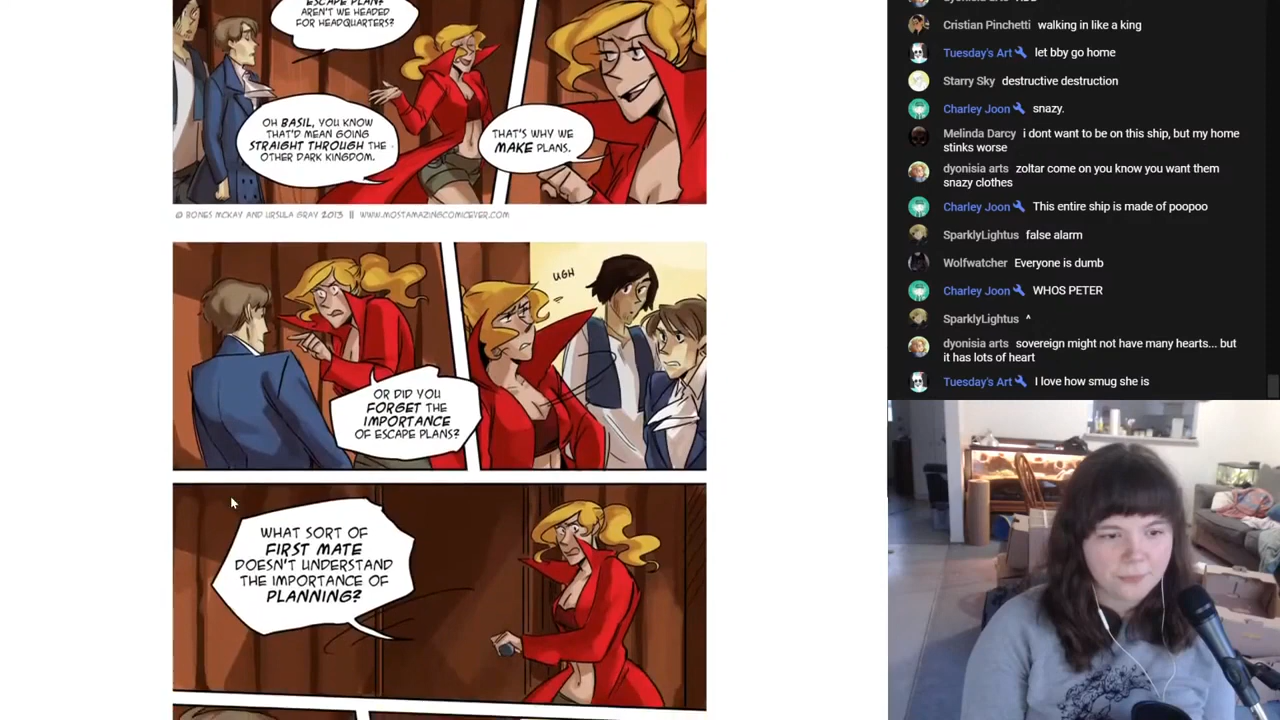 ESCAPE PLAN?
AREN'T WE HEADED
FOR HEADQUARTERS?
OH BASIL, YOU KNOW
THAT'D MEAN GOING
STRAIGHT THROUGH THE
OTHER DARK KINGDOM.
THAT'S WHY WE
MAKE PLANS.
© BONES MCKAY AND URSULA GRAY 2013 || WWW.MOSTAMAZINGCOMICEVER.COM
OR DID YOU
FORGET THE
IMPORTANCE
OF ESCAPE PLANS?
UGH
WHAT SORT OF
FIRST MATE
DOESN'T UNDERSTAND
THE IMPORTANCE OF
PLANNING?
Cristian Pinchetti walking in like a king
Tuesday's Art let bby go home
Starry Sky destructive destruction
Charley Joon snazy.
Melinda Darcy i dont want to be on this ship, but my home
stinks worse
dyonisia arts zoltar come on you know you want them
snazy clothes
Charley Joon This entire ship is made of poopoo
SparklyLightus false alarm
Wolfwatcher Everyone is dumb
Charley Joon WHOS PETER
SparklyLightus ^
dyonisia arts sovereign might not have many hearts... but
it has lots of heart
Tuesday's Art I love how smug she is